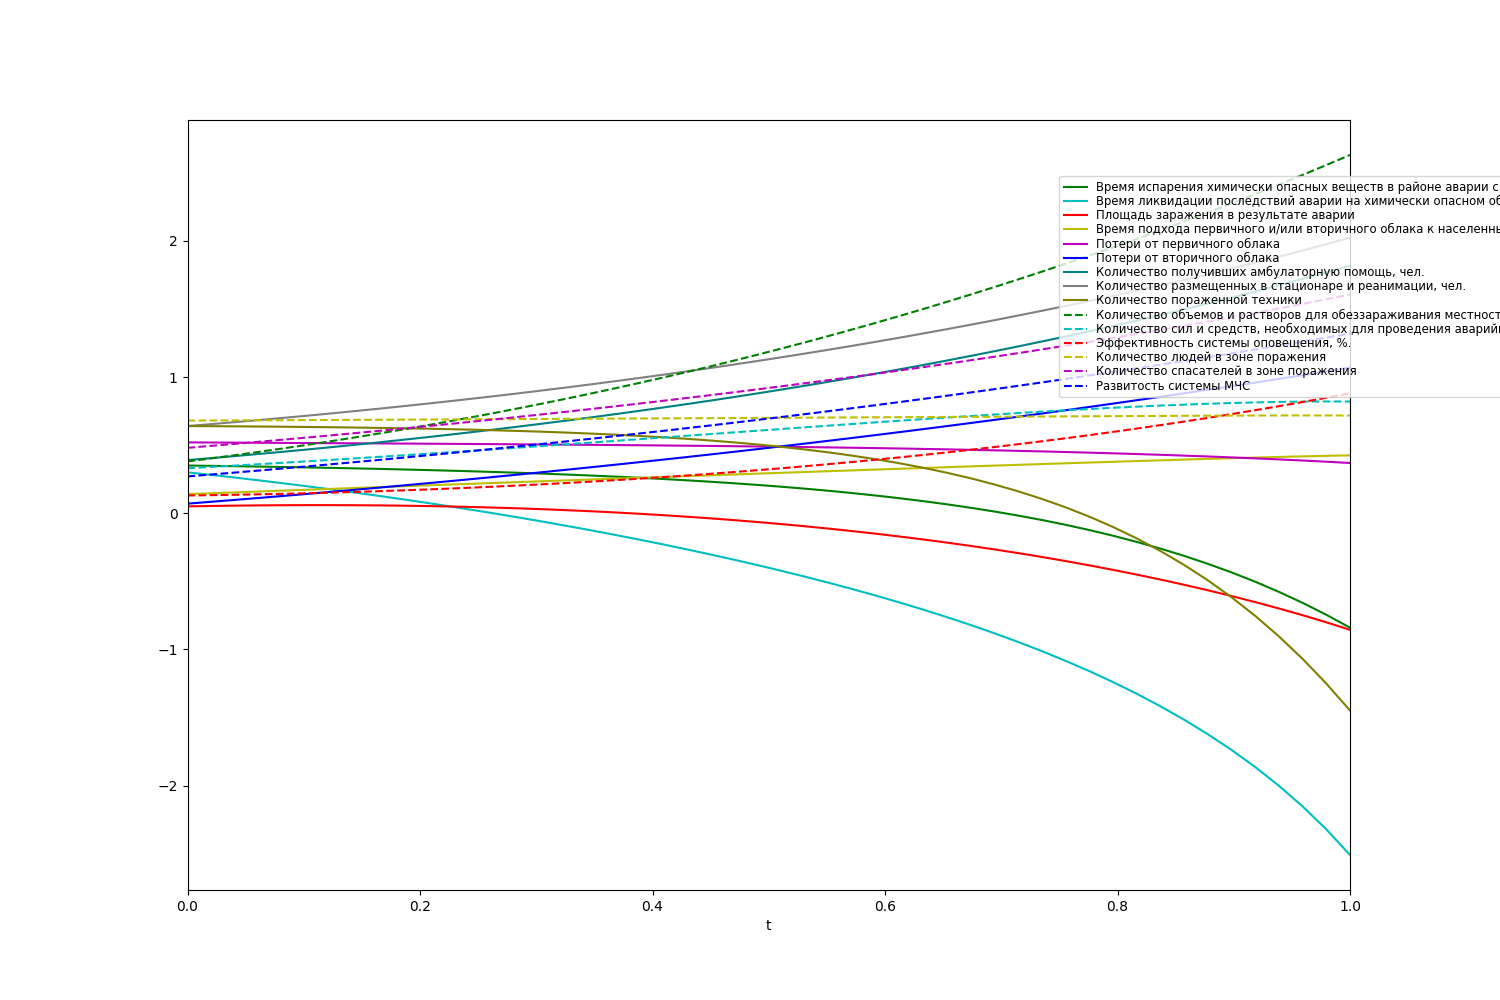 Время испарения химически опасных веществ в районе аварии с
Время ликвидации последствий аварии на химически опасном об
Площадь заражения в результате аварии
Время подхода первичного и/или вторичного облака к населенны
Потери от первичного облака
Потери от вторичного облака
Количество получивших амбулаторную помощь, чел.
Количество размещенных в стационаре и реанимации, чел.
Количество пораженной техники
Количество объемов и растворов для обеззараживания местност
Количество сил и средств, необходимых для проведения аварий
Эффективность системы оповещения, %.
Количество людей в зоне поражения
Количество спасателей в зоне поражения
Развитость системы МЧС
2
1
0
−1
−2
0.0 0.2 0.4 0.6 0.8 1.0
t